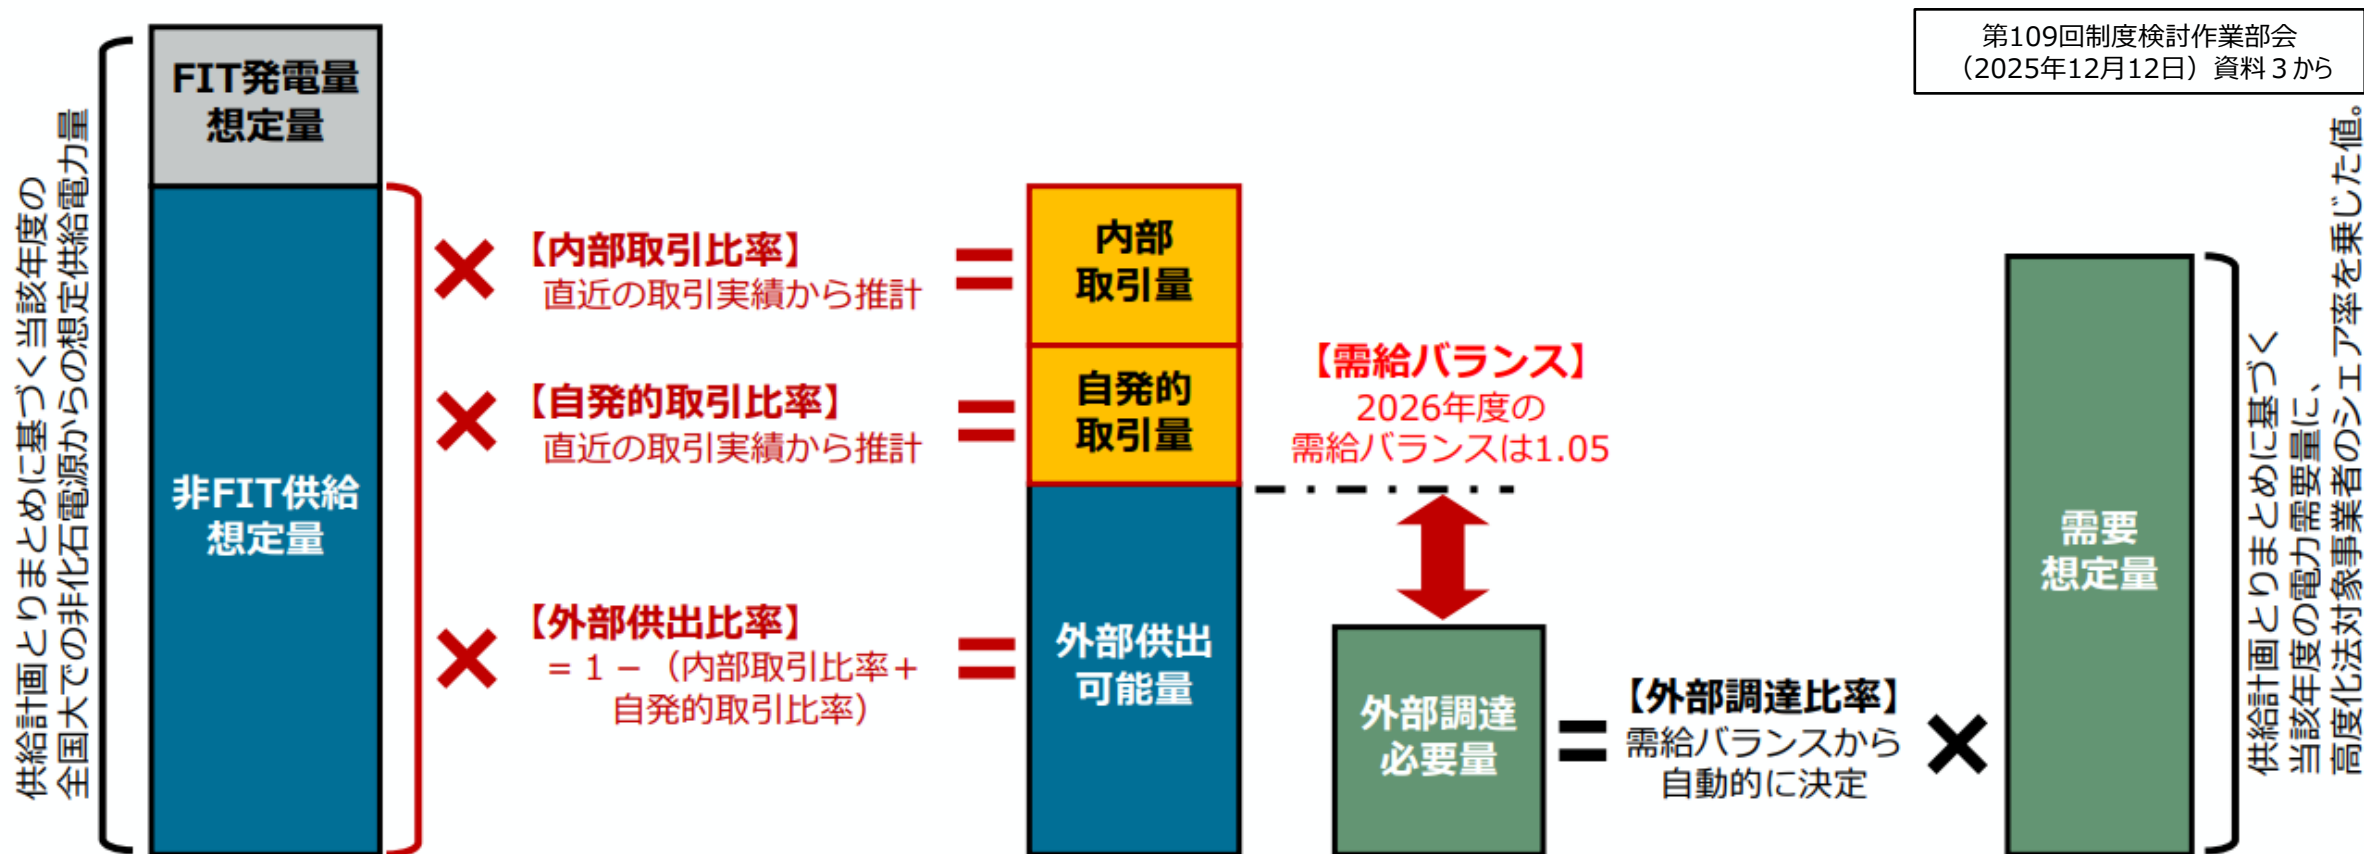 第109回制度検討作業部会
（2025年12月12日）資料３から
供給計画とりまとめに基づく当該年度の
全国大での非化石電源からの想定供給電力量
FIT発電量
想定量
非FIT供給
想定量
×
【内部取引比率】
直近の取引実績から推計
=
内部
取引量
×
【自発的取引比率】
直近の取引実績から推計
=
自発的
取引量
×
【外部供出比率】
= 1 －（内部取引比率＋
自発的取引比率）
=
外部供出
可能量
【需給バランス】
2026年度の
需給バランスは1.05
外部調達
必要量
=
【外部調達比率】
需給バランスから
自動的に決定
×
需要
想定量
供給計画とりまとめに基づく
当該年度の電力需要量に、
高度化法対象事業者のシェア率を乗じた値。